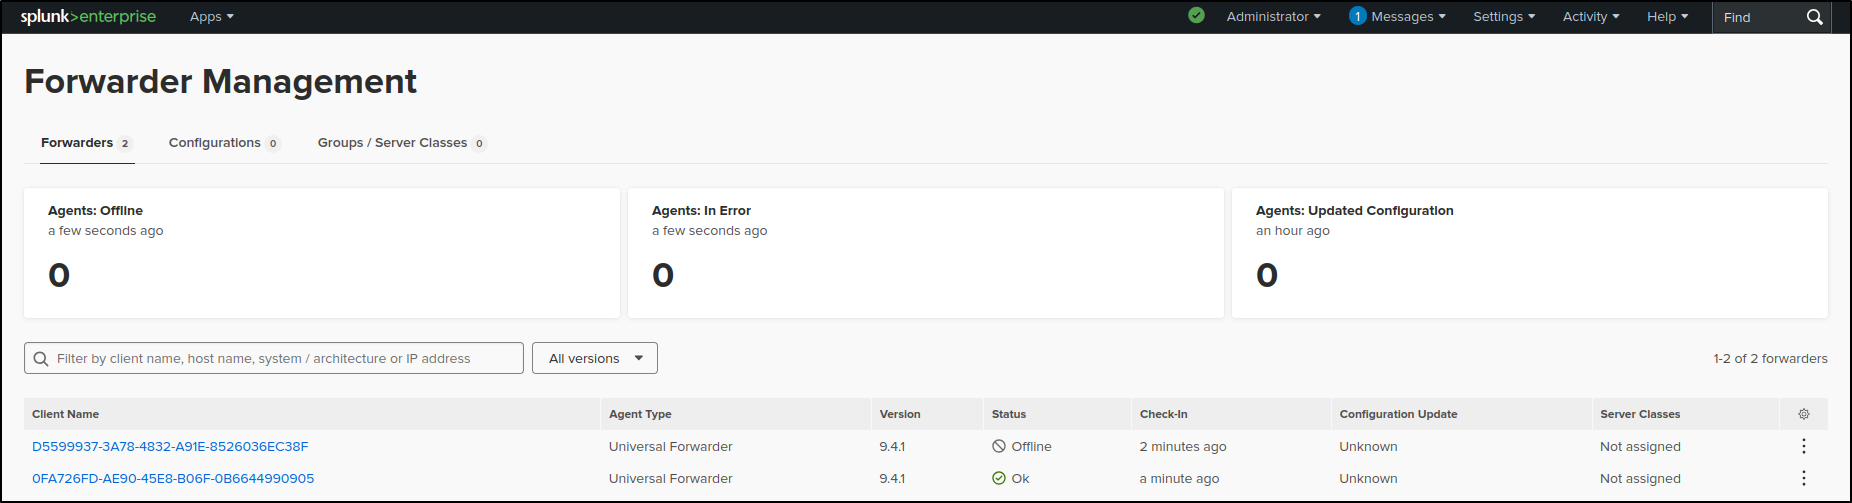 splunk>enterprise Apps Administrator 1 Messages Settings Activity Help Find
Forwarder Management
Forwarders 2 Configurations 0 Groups / Server Classes 0
Agents: Offline Agents: In Error Agents: Updated Configuration
a few seconds ago a few seconds ago an hour ago
0 0 0
Filter by client name, host name, system / architecture or IP address All versions 1-2 of 2 forwarders
Client Name Agent Type Version Status Check-In Configuration Update Server Classes
D5599937-3A78-4832-A91E-8526036EC38F Universal Forwarder 9.4.1 Offline 2 minutes ago Unknown Not assigned
0FA726FD-AE90-45E8-B06F-0B6644990905 Universal Forwarder 9.4.1 Ok a minute ago Unknown Not assigned